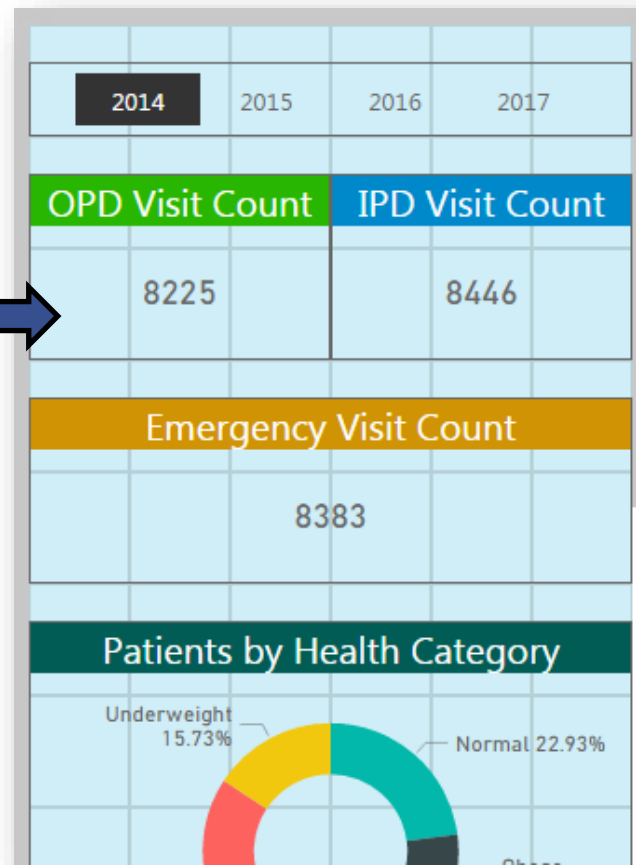 2014 2015 2016 2017
OPD Visit Count IPD Visit Count
8225 8446
Emergency Visit Count
8383
Patients by Health Category
Underweight
15.73%
Normal 22.93%